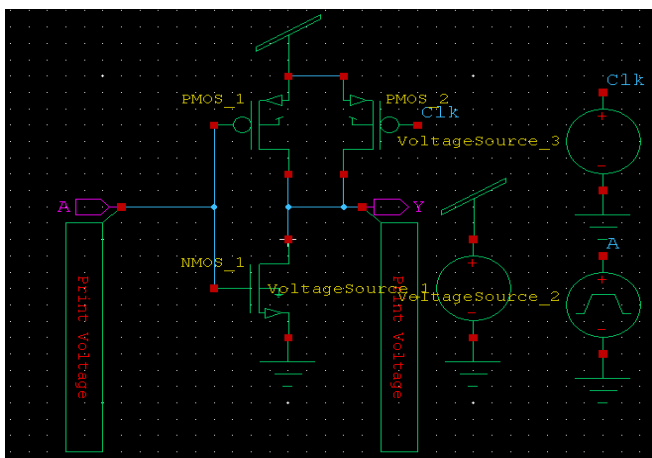 Clk
PMOS_1
PMOS_2
Clk
VoltageSource_3
A
Y
A
NMOS_1
VoltageSource_1
VoltageSource_2
Print Voltage
Print Voltage